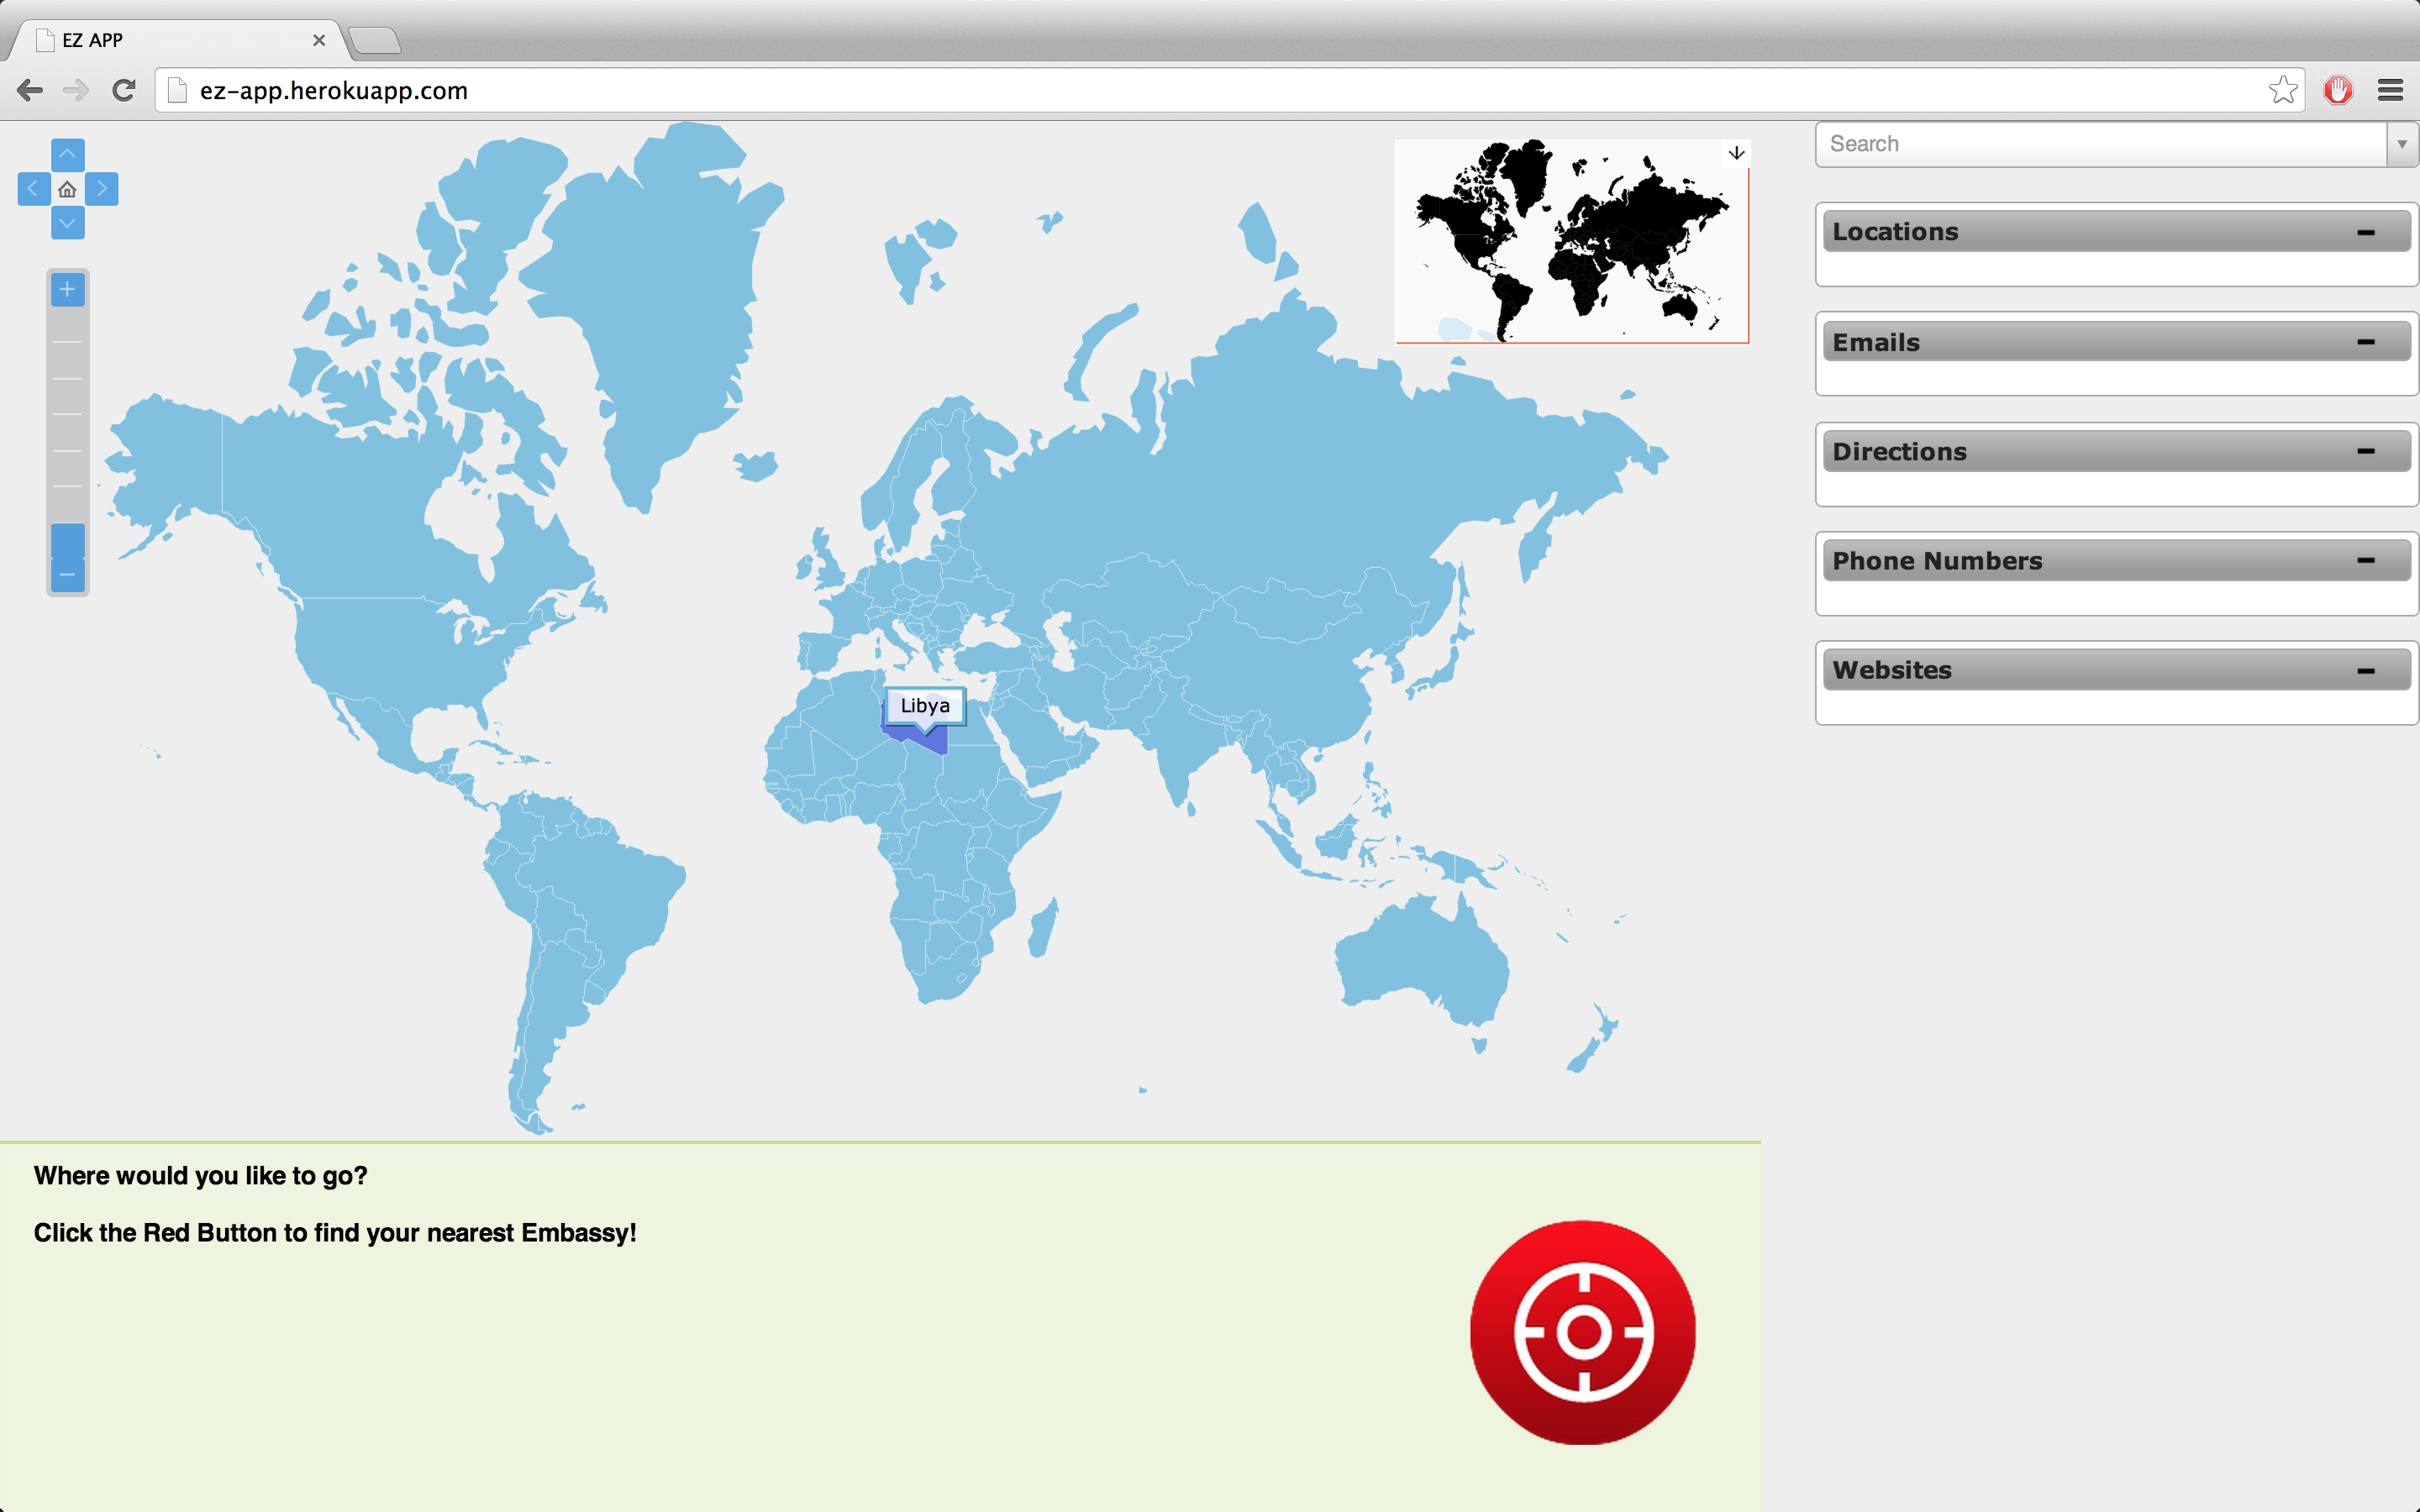 EZ APP
ez-app.herokuapp.com
Search
Locations
Emails
Directions
Phone Numbers
Websites
Libya
Where would you like to go?
Click the Red Button to find your nearest Embassy!